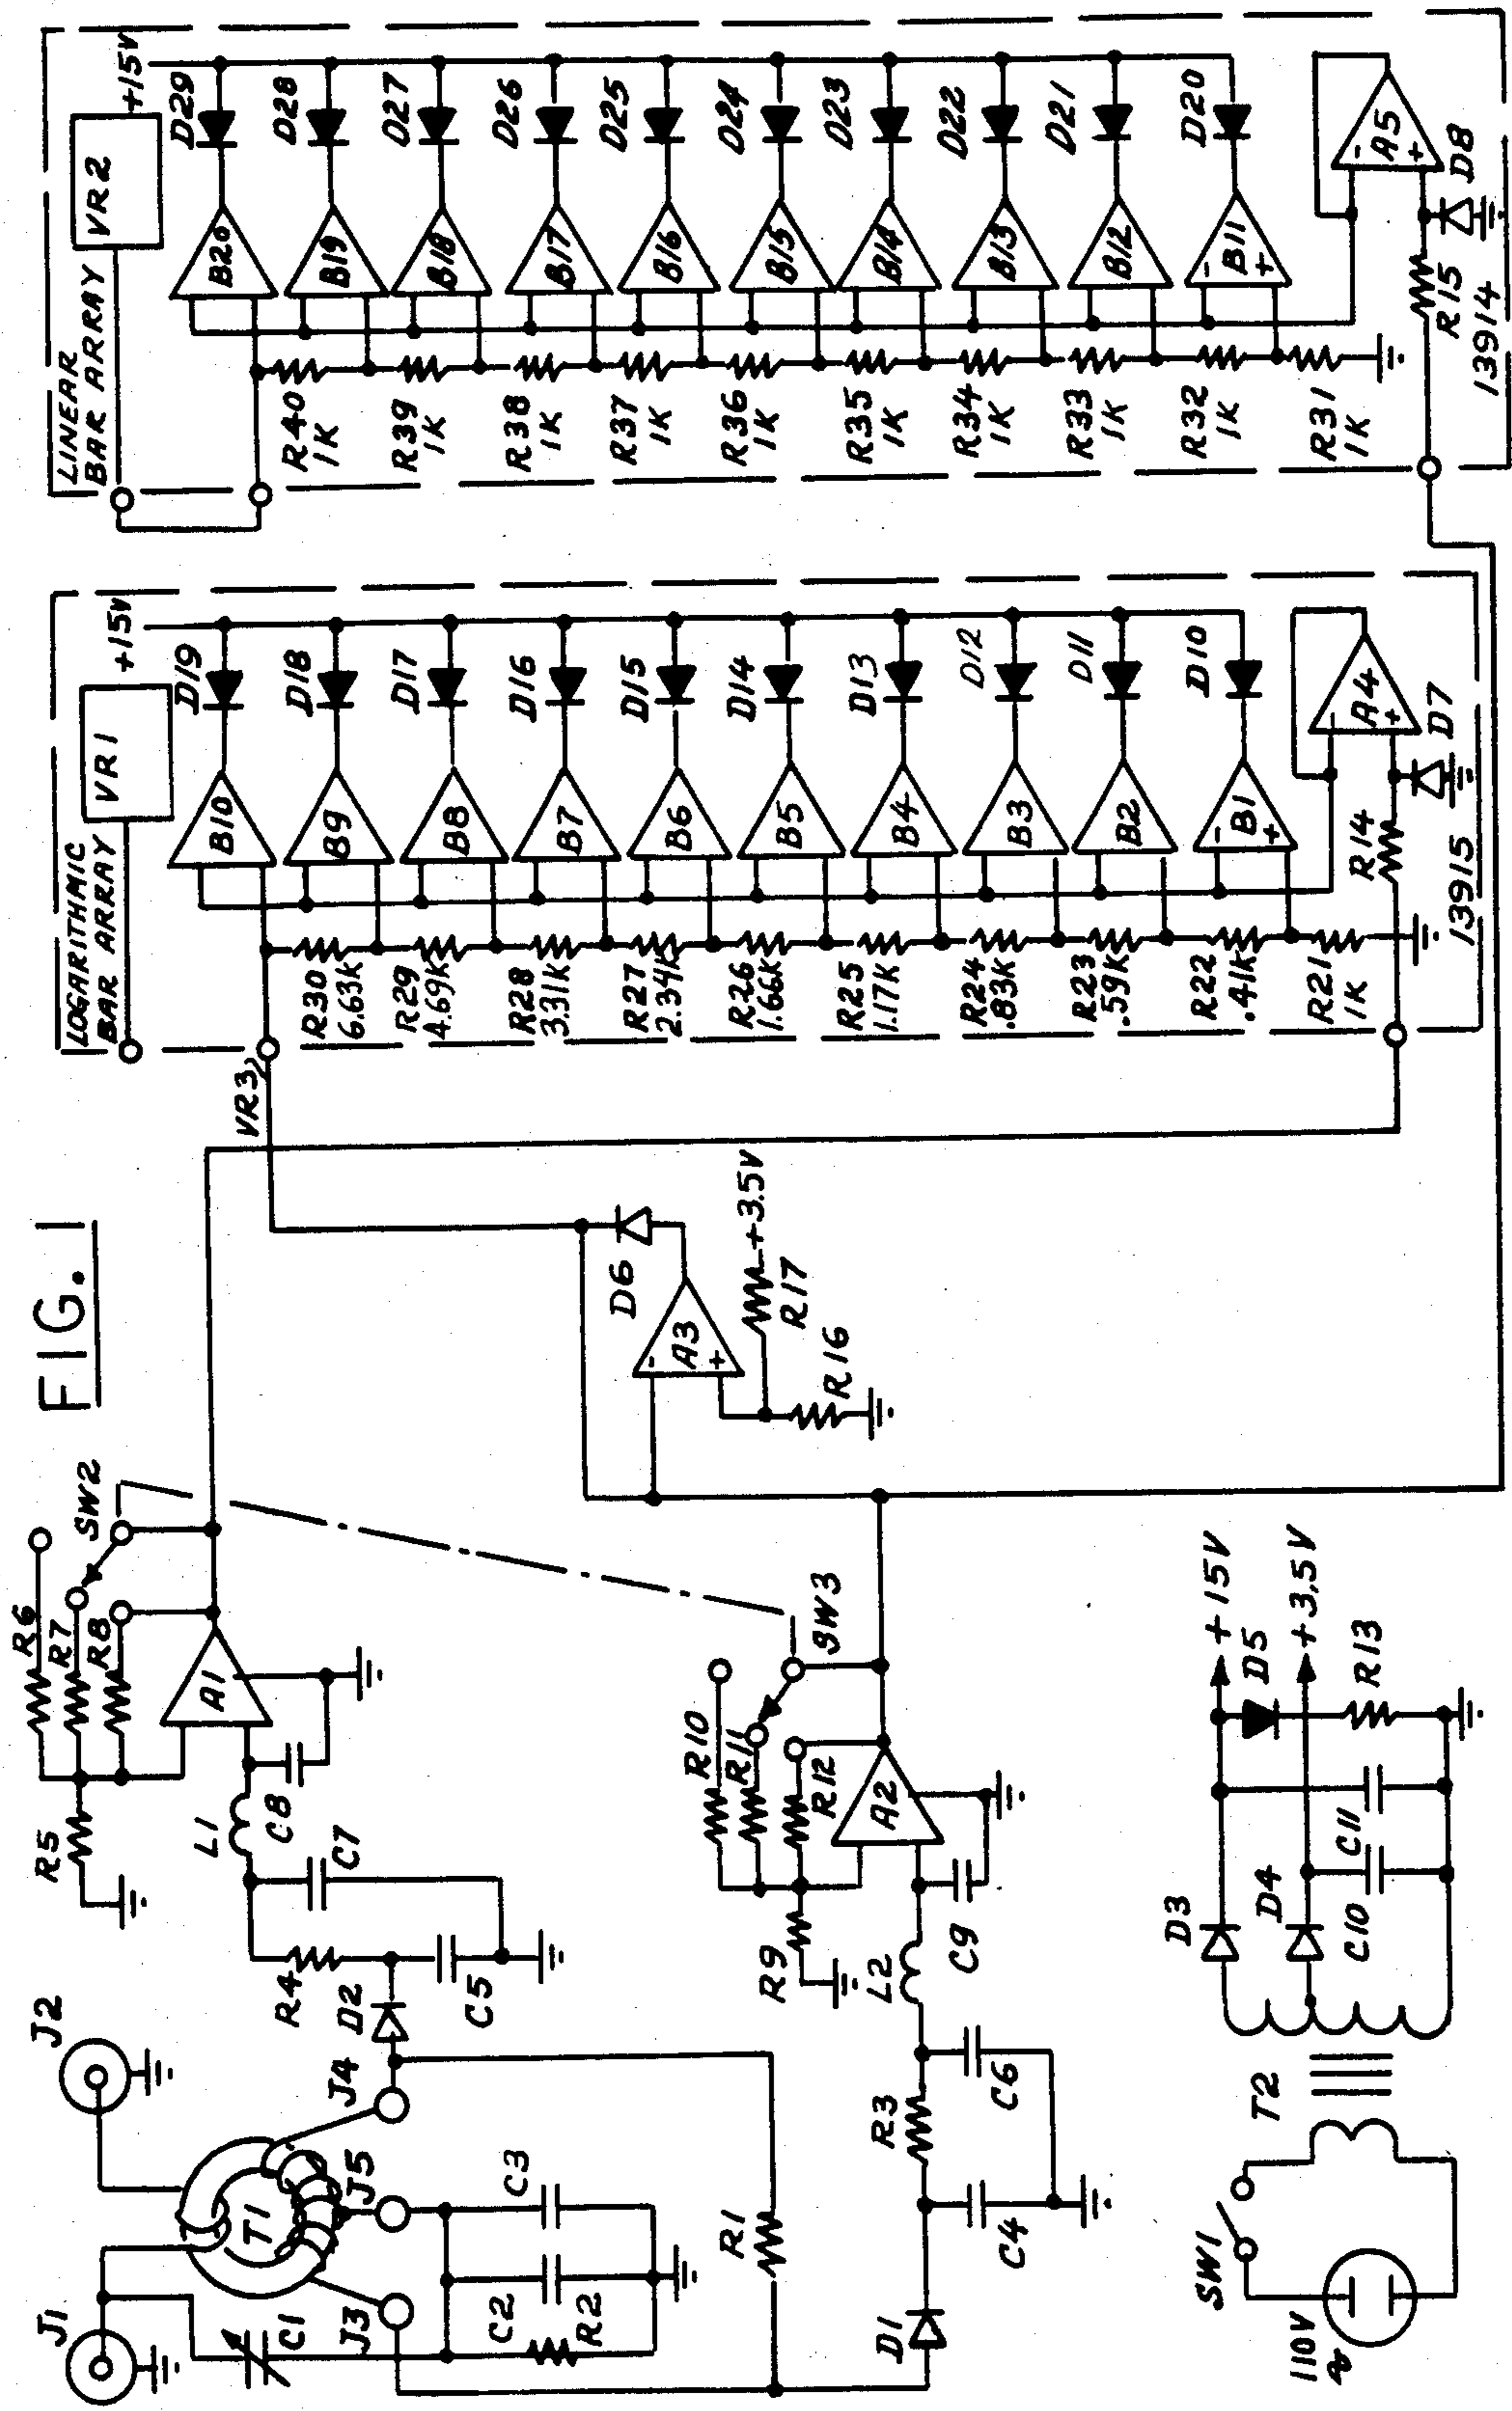 FIG. 1
J1
J2
T1
C1
J3
J4
J5
C2
R2
C3
R1
D1
D2
R4
C5
C7
L1
C8
R5
R6
R7
R8
SW2
A1
C4
R3
C6
L2
C9
R9
R10
R11
R12
SW3
A2
110V
SW1
T2
D3
D4
C10
C11
D5
R13
+15V
+3.5V
-
A3
+
D6
R17
+3.5V
R16
VR3
LOGARITHMIC
BAR ARRAY
VR1
+15V
D19
D18
D17
D16
D15
D14
D13
D12
D11
D10
B10
B9
B8
B7
B6
B5
B4
B3
B2
-
B1
+
R30
6.63K
R29
4.69K
R28
3.31K
R27
2.34K
R26
1.66K
R25
1.17K
R24
.83K
R23
.59K
R22
.41K
R21
1K
R14
-
A4
+
D7
13915
LINEAR
BAR ARRAY
VR2
+15V
D29
D28
D27
D26
D25
D24
D23
D22
D21
D20
B20
B19
B18
B17
B16
B15
B14
B13
B12
-
B11
+
R40
1K
R39
1K
R38
1K
R37
1K
R36
1K
R35
1K
R34
1K
R33
1K
R32
1K
R31
1K
R15
-
A5
+
D8
13914